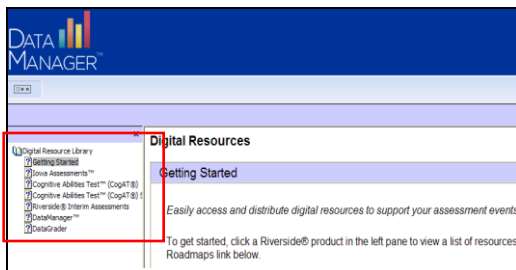 DATA
MANAGER™
Digital Resource Library
Getting Started
Iowa Assessments™
Cognitive Abilities Test™ (CogAT®)
Cognitive Abilities Test™ (CogAT®) S
Riverside® Interim Assessments
DataManager™
DataGrader
Digital Resources
Getting Started
Easily access and distribute digital resources to support your assessment events
To get started, click a Riverside® product in the left pane to view a list of resources
Roadmaps link below.